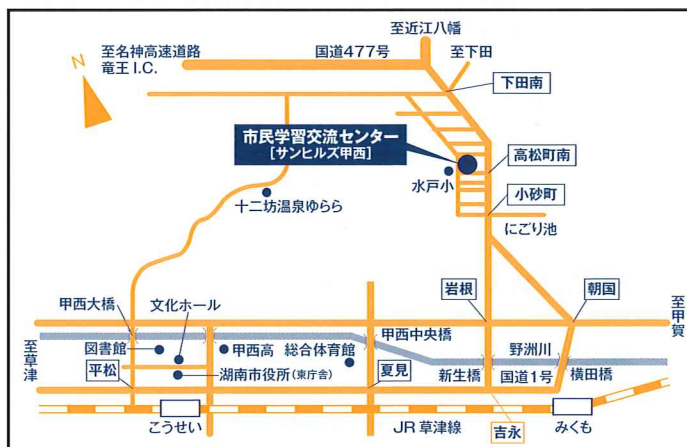 至近江八幡
至名神高速道路
竜王I.C.
国道477号
至下田
N
下田南
市民学習交流センター
[サンヒルズ甲西]
高松町南
水戸小
小砂町
十二坊温泉ゆらら
にごり池
岩根
朝国
甲西大橋
文化ホール
至甲賀
甲西中央橋
至草津
図書館
甲西高
総合体育館
野洲川
平松
湖南市役所(東庁舎)
夏見
新生橋
国道1号
横田橋
こうせい
JR草津線
吉永
みくも